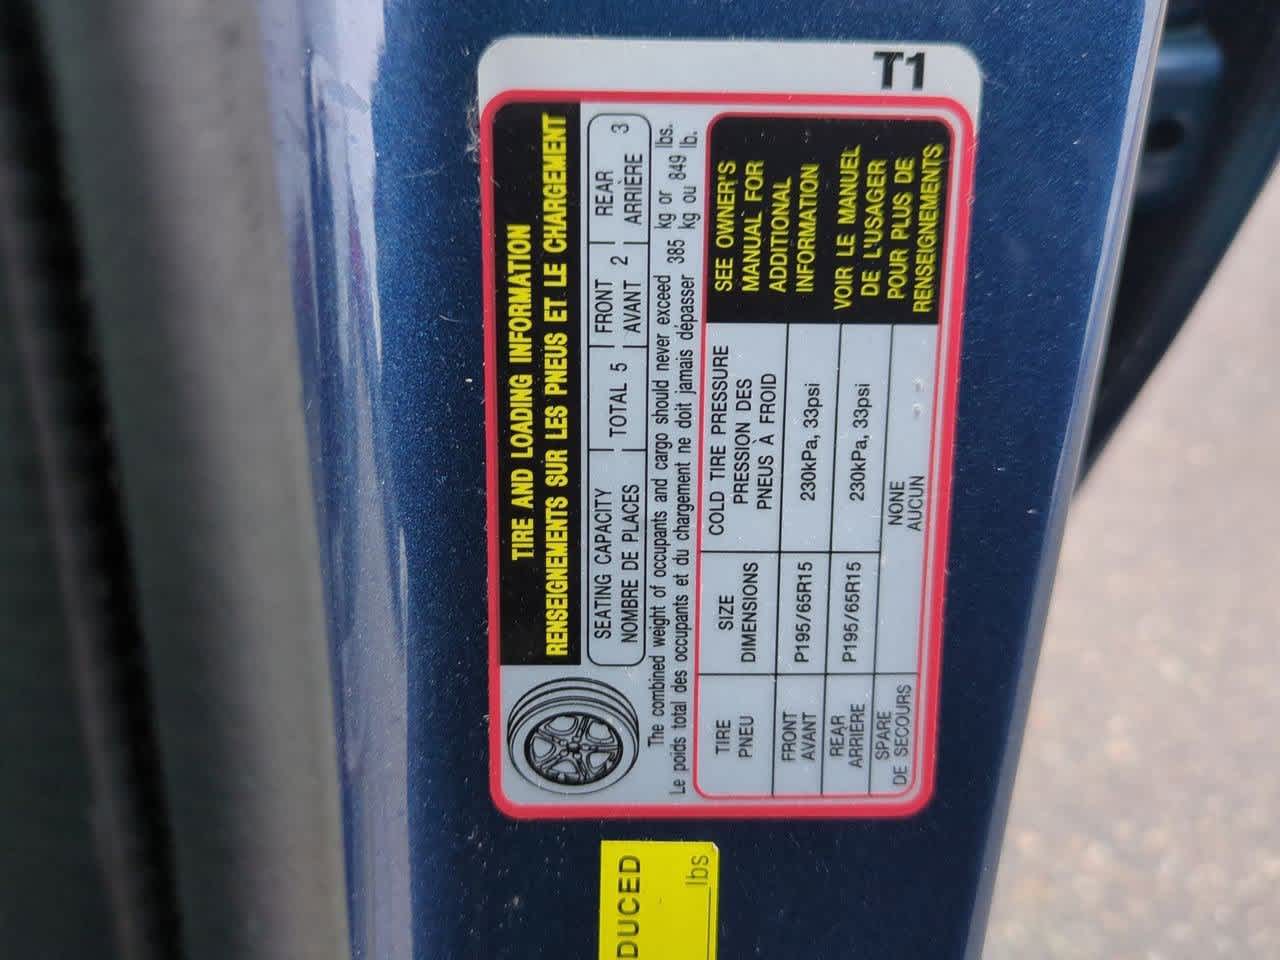 T1
TIRE AND LOADING INFORMATION
RENSEIGNEMENTS SUR LES PNEUS ET LE CHARGEMENT
SEATING CAPACITY | TOTAL 5 | FRONT 2 | REAR 3
NOMBRE DE PLACES AVANT ARRIÈRE
The combined weight of occupants and cargo should never exceed 385 kg or 849 lbs.
Le poids total des occupants et du chargement ne doit jamais dépasser 385 kg ou 849 lb.
TIRE
PNEU
SIZE
DIMENSIONS
COLD TIRE PRESSURE
PRESSION DES
PNEUS À FROID
FRONT
AVANT
P195/65R15
230kPa, 33psi
REAR
ARRIÈRE
P195/65R15
230kPa, 33psi
SPARE
DE SECOURS
NONE
AUCUN
SEE OWNER'S
MANUAL FOR
ADDITIONAL
INFORMATION
VOIR LE MANUEL
DE L'USAGER
POUR PLUS DE
RENSEIGNEMENTS
DUCED
lbs